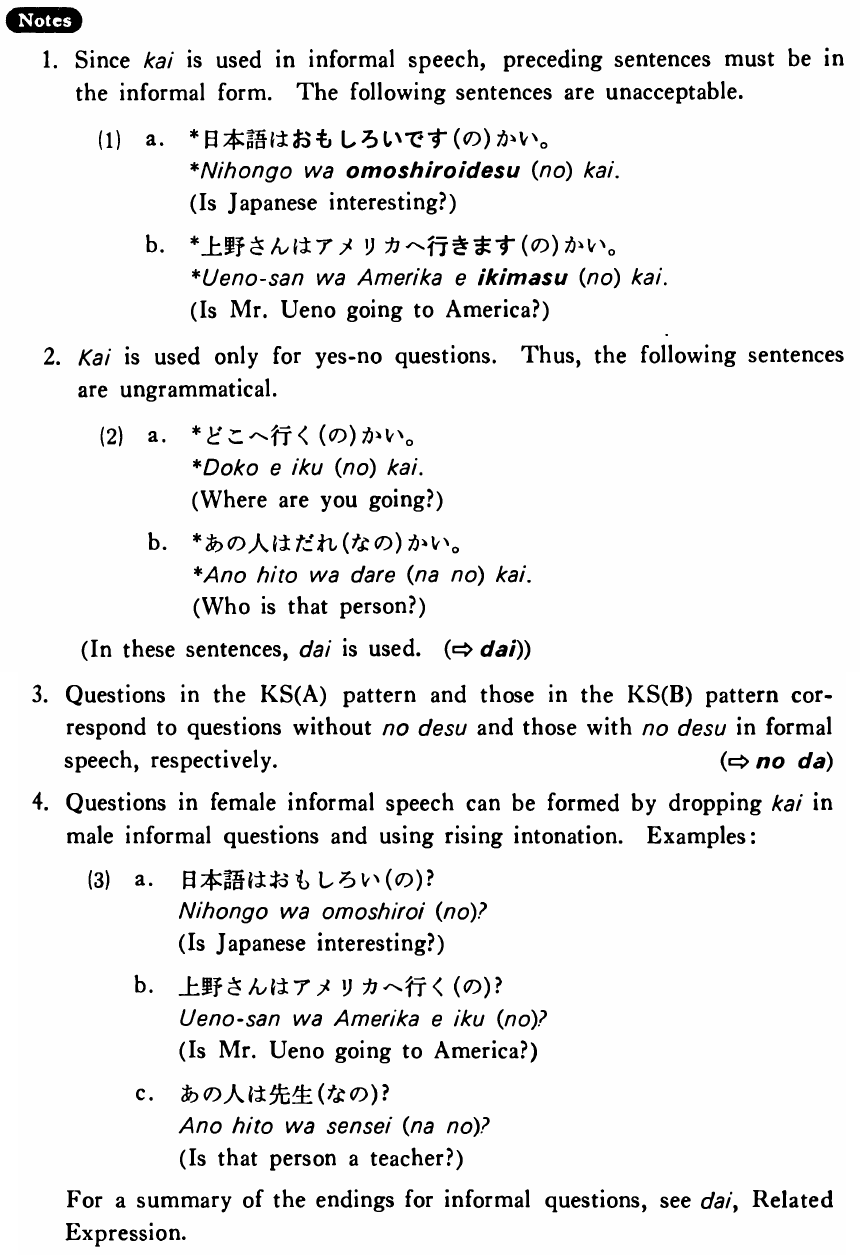 Notes
1. Since kai is used in informal speech, preceding sentences must be in
the informal form. The following sentences are unacceptable.
(1) a. *日本語はおもしろいです(の)かい。
*Nihongo wa omoshiroidesu (no) kai.
(Is Japanese interesting?)
b. *上野さんはアメリカへ行きます(の)かい。
*Ueno-san wa Amerika e ikimasu (no) kai.
(Is Mr. Ueno going to America?)
2. Kai is used only for yes-no questions. Thus, the following sentences
are ungrammatical.
(2) a. *どこへ行く(の)かい。
*Doko e iku (no) kai.
(Where are you going?)
b. *あの人はだれ(なの)かい。
*Ano hito wa dare (na no) kai.
(Who is that person?)
(In these sentences, dai is used. (⇨ dai))
3. Questions in the KS(A) pattern and those in the KS(B) pattern cor-
respond to questions without no desu and those with no desu in formal
speech, respectively. (⇨ no da)
4. Questions in female informal speech can be formed by dropping kai in
male informal questions and using rising intonation. Examples:
(3) a. 日本語はおもしろい(の)?
Nihongo wa omoshiroi (no)?
(Is Japanese interesting?)
b. 上野さんはアメリカへ行く(の)?
Ueno-san wa Amerika e iku (no)?
(Is Mr. Ueno going to America?)
c. あの人は先生(なの)?
Ano hito wa sensei (na no)?
(Is that person a teacher?)
For a summary of the endings for informal questions, see dai, Related
Expression.